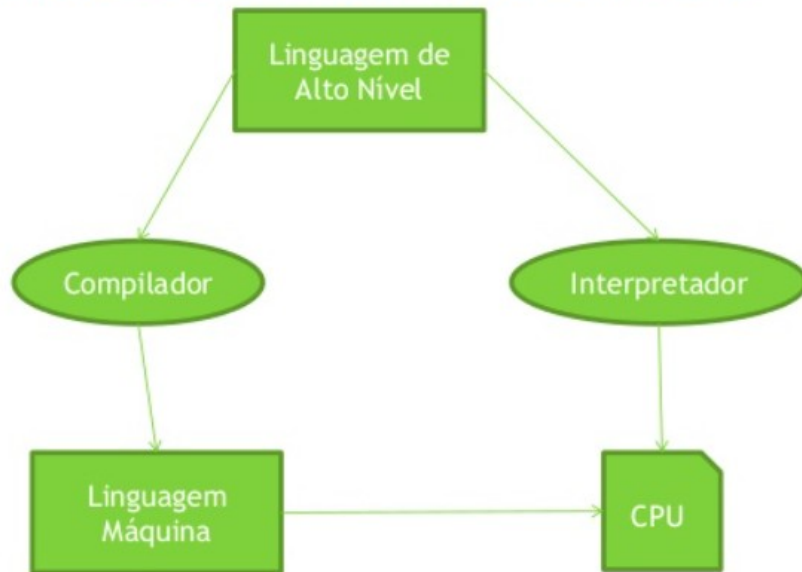 Linguagem de
Alto Nível
Compilador
Interpretador
Linguagem
Máquina
CPU